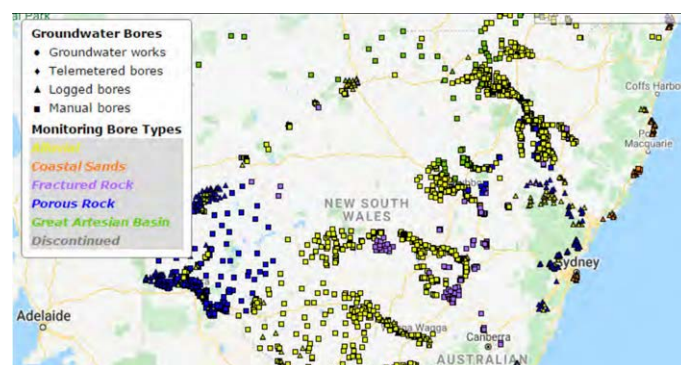 Groundwater Bores
Groundwater works
Telemetered bores
Logged bores
Manual bores
Monitoring Bore Types
Alluvial
Coastal Sands
Fractured Rock
Porous Rock
Great Artesian Basin
Discontinued
Coffs Harbo
Macquarie
NEW SOUTH
WALES
Sydney
Adelaide
Wagga
Canberra
AUSTRALIAN